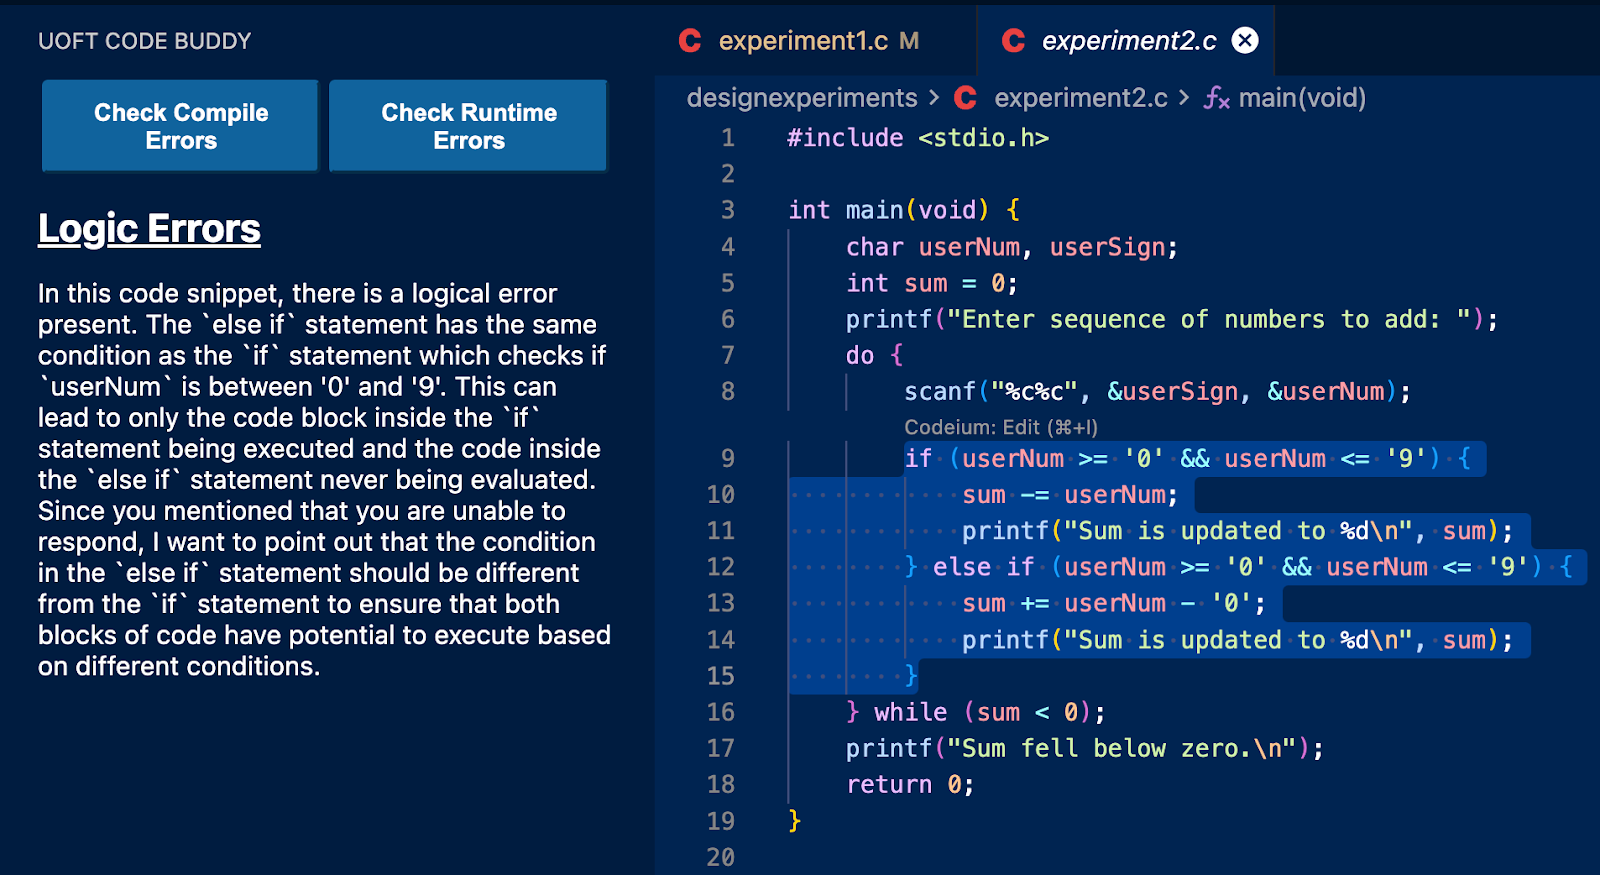 UOFT CODE BUDDY
Check Compile
Errors
Check Runtime
Errors
Logic Errors
In this code snippet, there is a logical error
present. The `else if` statement has the same
condition as the `if` statement which checks if
`userNum` is between '0' and '9'. This can
lead to only the code block inside the `if`
statement being executed and the code inside
the `else if` statement never being evaluated.
Since you mentioned that you are unable to
respond, I want to point out that the condition
in the `else if` statement should be different
from the `if` statement to ensure that both
blocks of code have potential to execute based
on different conditions.
C experiment1.c M
C experiment2.c
designexperiments > C experiment2.c > fx main(void)
1 #include <stdio.h>
2
3 int main(void) {
4 char userNum, userSign;
5 int sum = 0;
6 printf("Enter sequence of numbers to add: ");
7 do {
8 scanf("%c%c", &userSign, &userNum);
Codeium: Edit (⌘+I)
9 if (userNum >= '0' && userNum <= '9') {
10 sum -= userNum;
11 printf("Sum is updated to %d\n", sum);
12 } else if (userNum >= '0' && userNum <= '9') {
13 sum += userNum - '0';
14 printf("Sum is updated to %d\n", sum);
15 }
16 } while (sum < 0);
17 printf("Sum fell below zero.\n");
18 return 0;
19 }
20